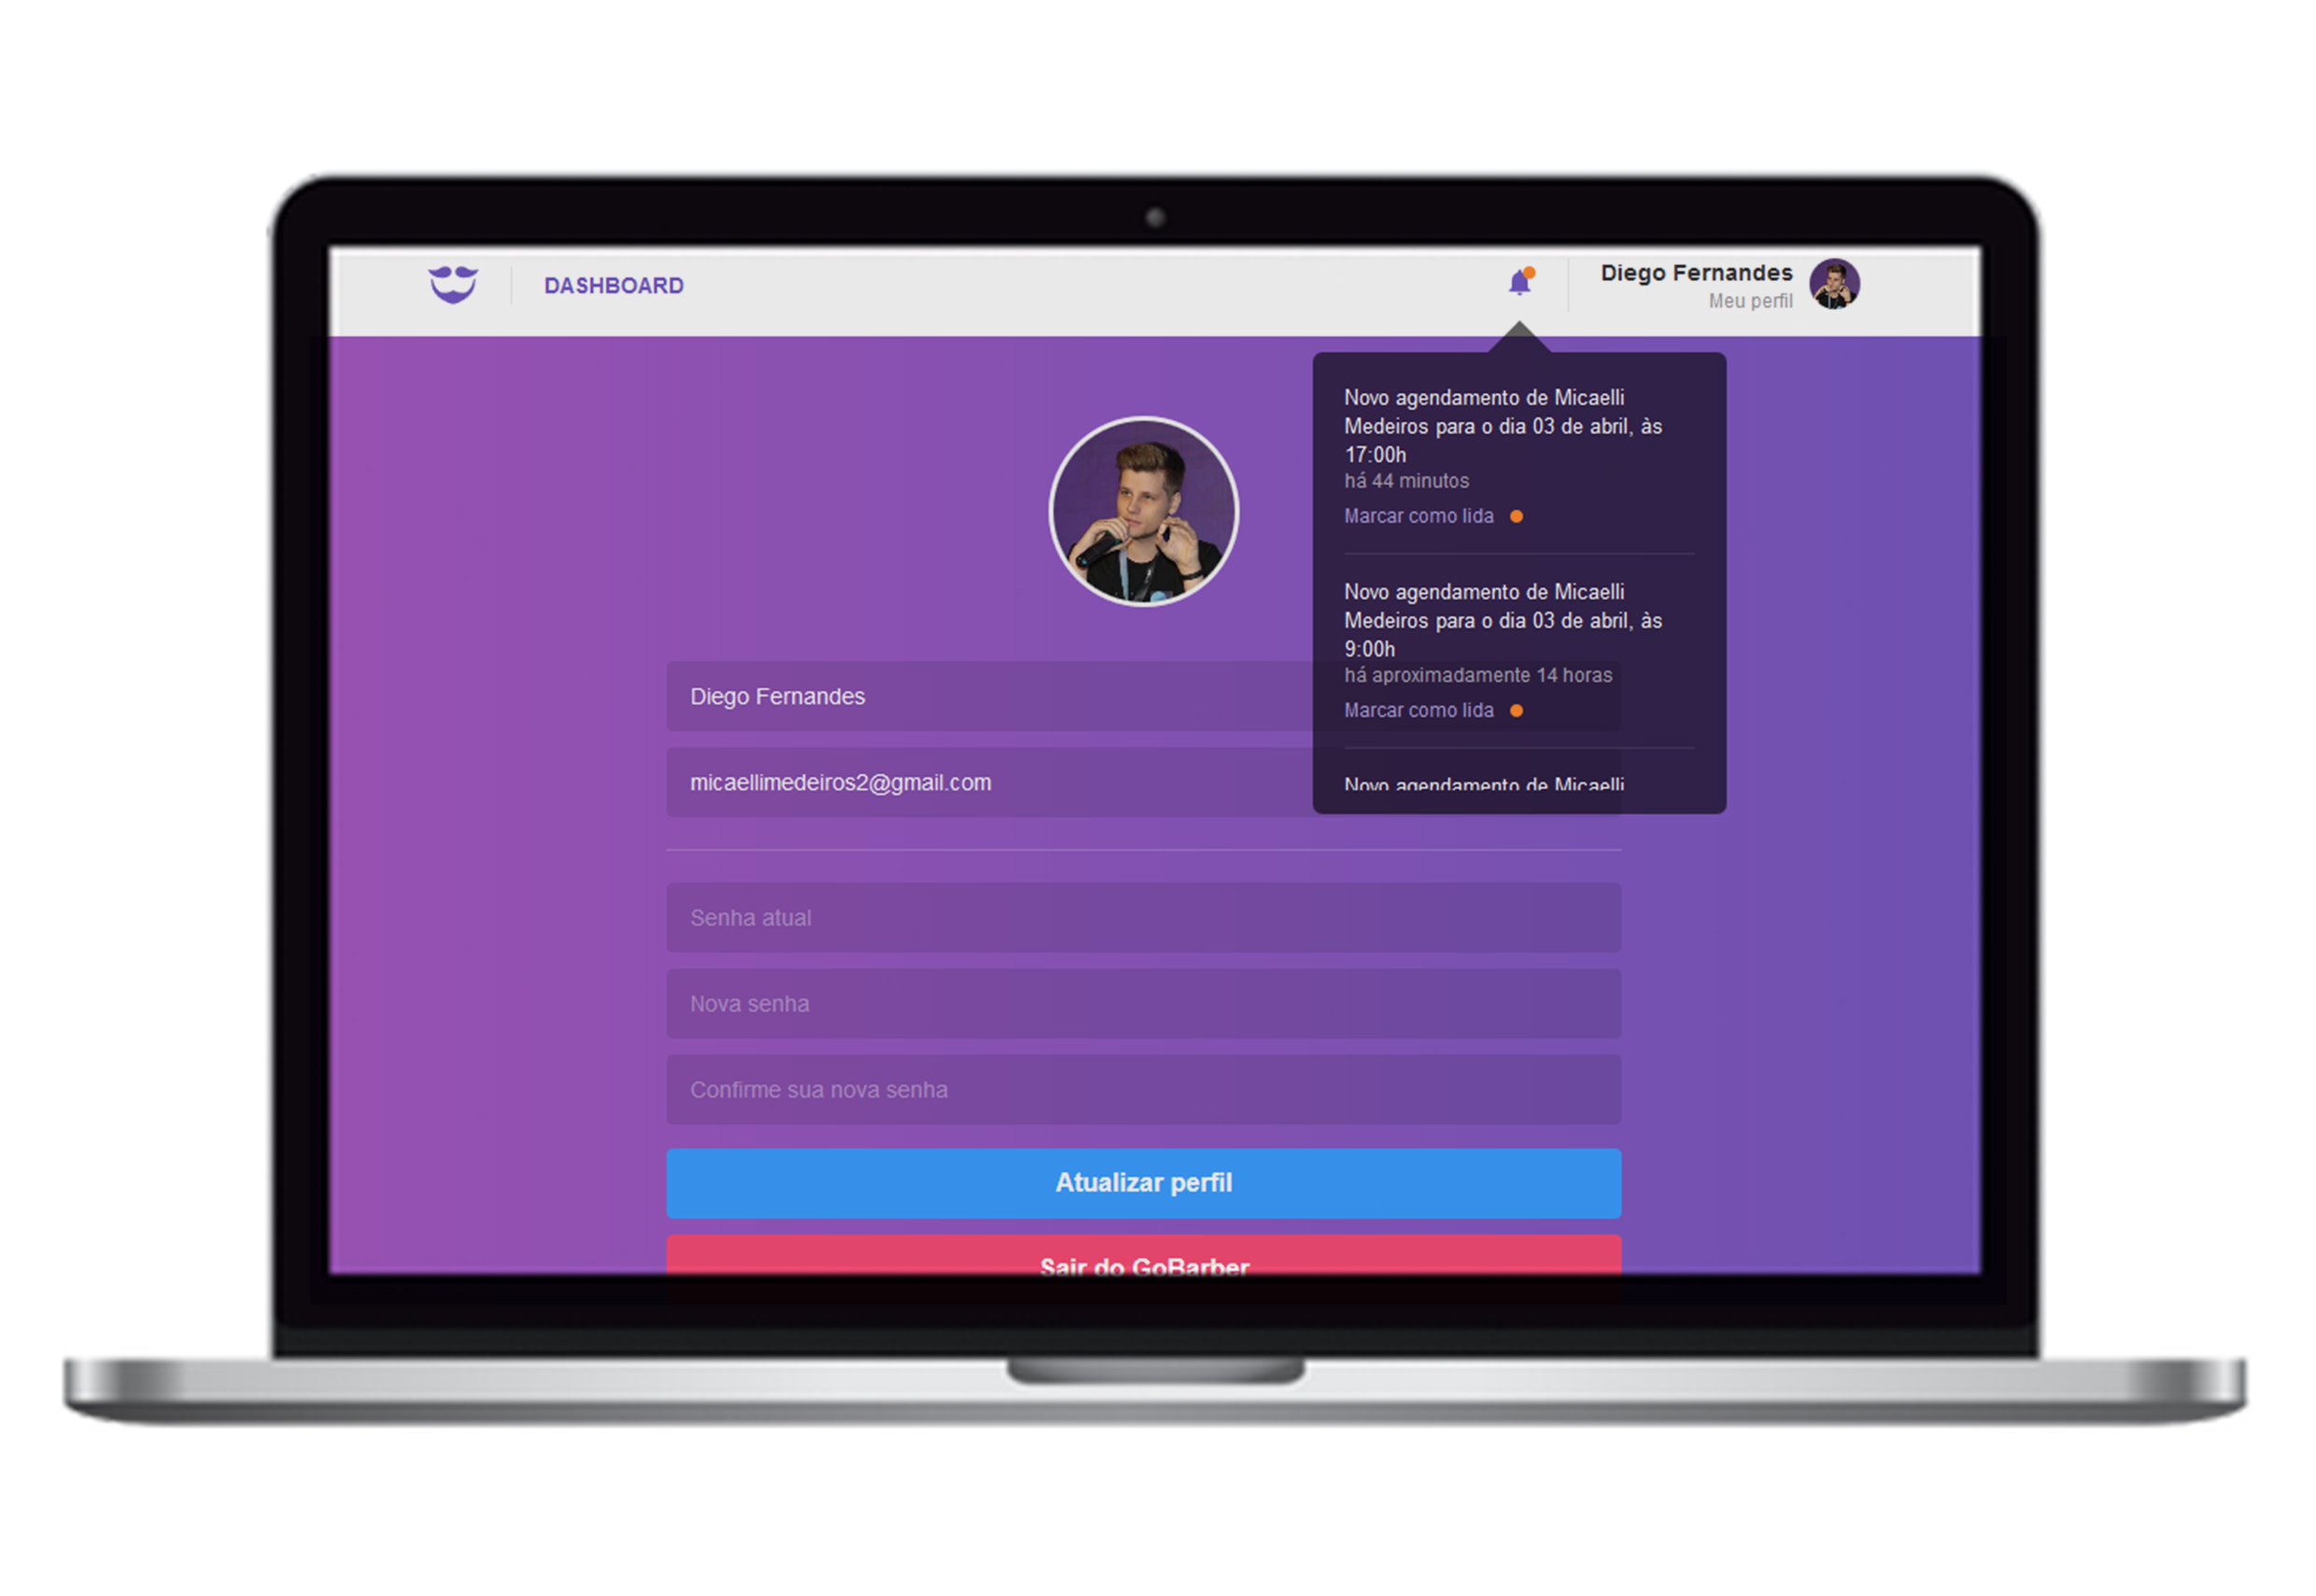 DASHBOARD
Diego Fernandes
Meu perfil
Novo agendamento de Micaelli
Medeiros para o dia 03 de abril, às
17:00h
há 44 minutos
Marcar como lida
Novo agendamento de Micaelli
Medeiros para o dia 03 de abril, às
9:00h
há aproximadamente 14 horas
Marcar como lida
Novo agendamento de Micaelli
Diego Fernandes
micaellimedeiros2@gmail.com
Senha atual
Nova senha
Confirme sua nova senha
Atualizar perfil
Sair do GoBarber